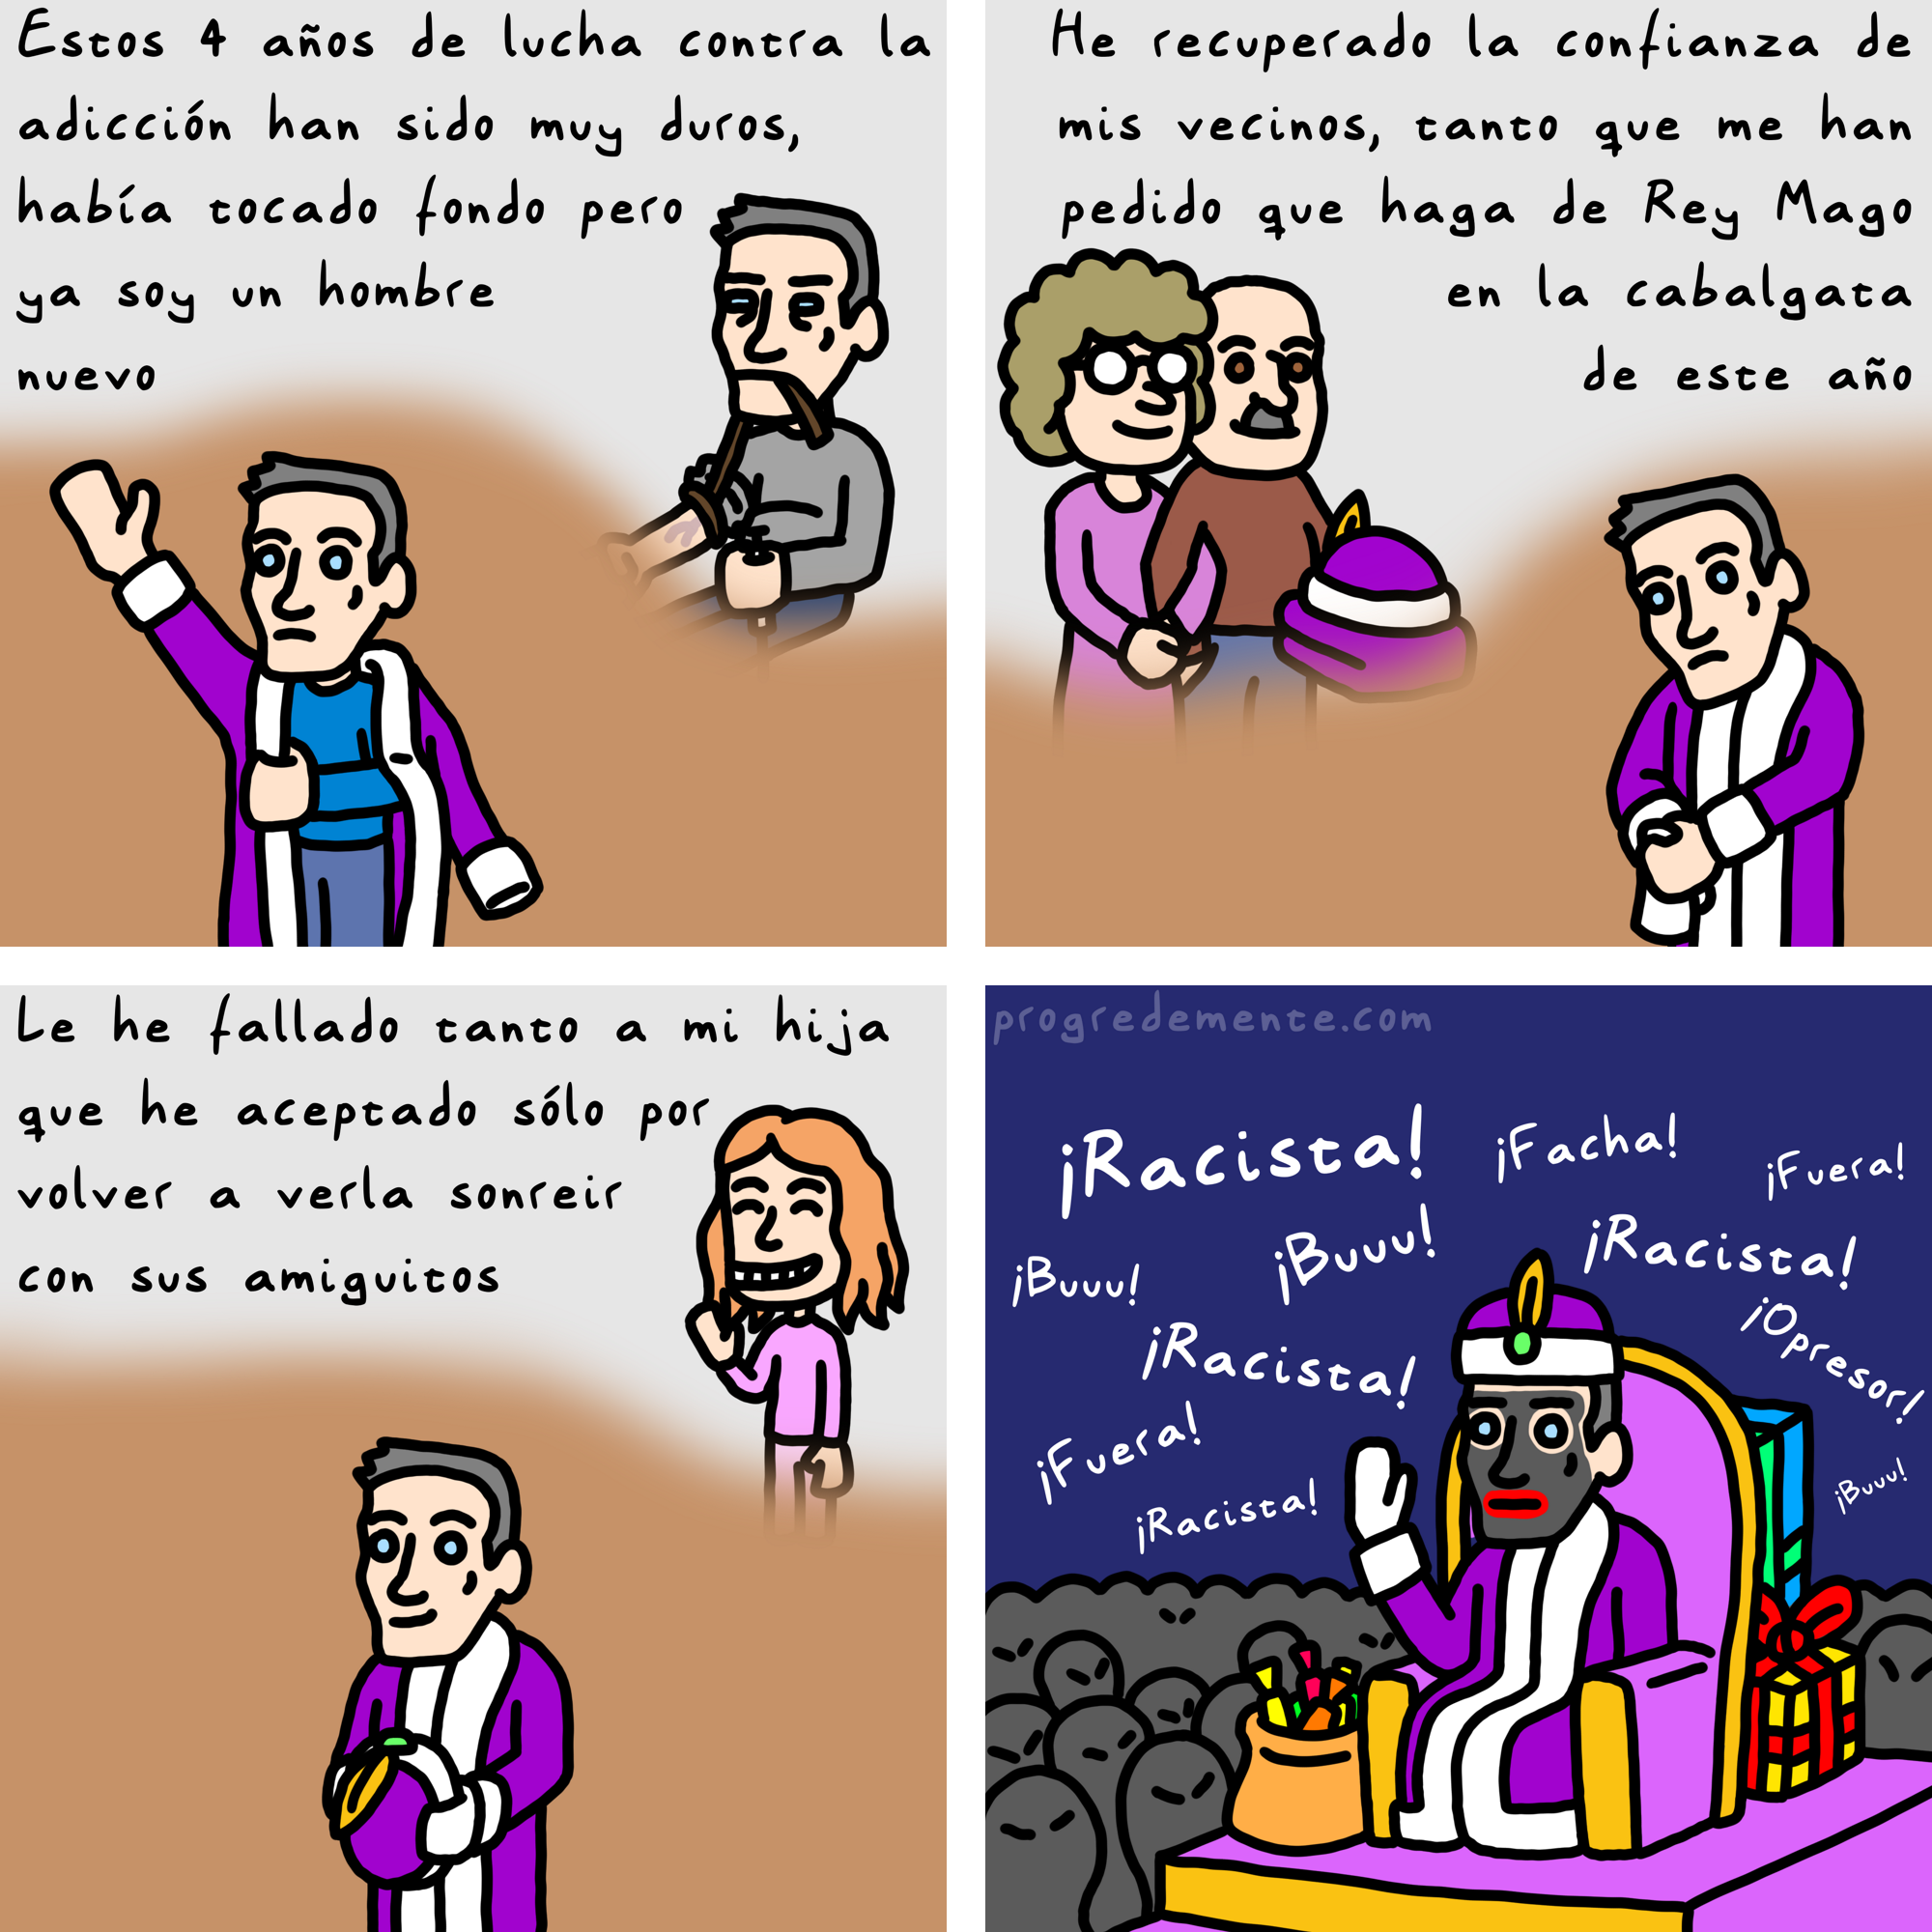 Estos 4 años de lucha contra la
adicción han sido muy duros,
había tocado fondo pero
ya soy un hombre
nuevo
He recuperado la confianza de
mis vecinos, tanto que me han
pedido que haga de Rey Mago
en la cabalgata
de este año
Le he fallado tanto a mi hija
que he aceptado sólo por
volver a verla sonreir
con sus amiguitos
progredemente.com
¡Racista!
¡Facha!
¡Fuera!
¡Buuu!
¡Buuu!
¡Racista!
¡Racista!
¡Opresor!
¡Fuera!
¡Racista!
¡Buuu!